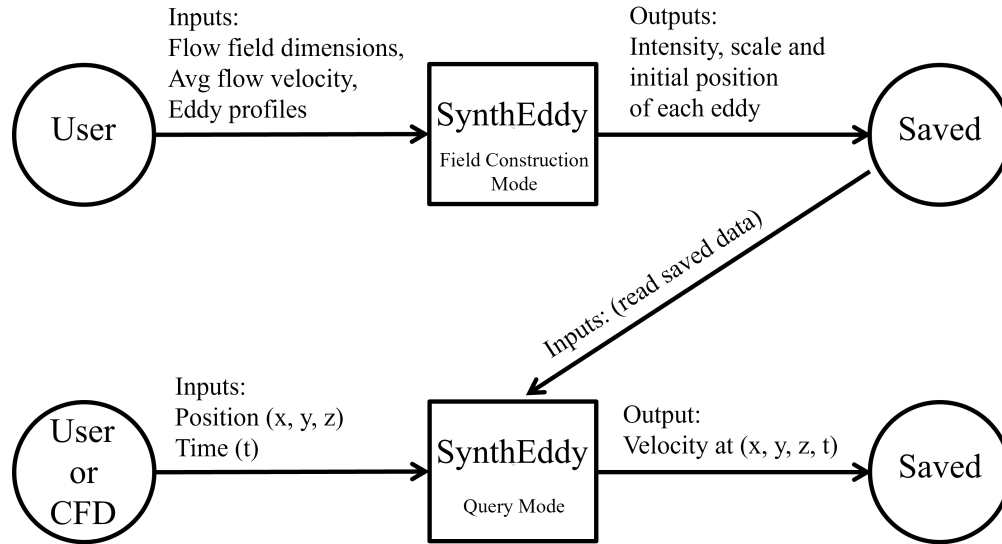 Inputs:
Flow field dimensions,
Avg flow velocity,
Eddy profiles
Outputs:
Intensity, scale and
initial position
of each eddy
User
SynthEddy
Field Construction
Mode
Saved
Inputs: (read saved data)
Inputs:
Position (x, y, z)
Time (t)
Output:
Velocity at (x, y, z, t)
User
or
CFD
SynthEddy
Query Mode
Saved